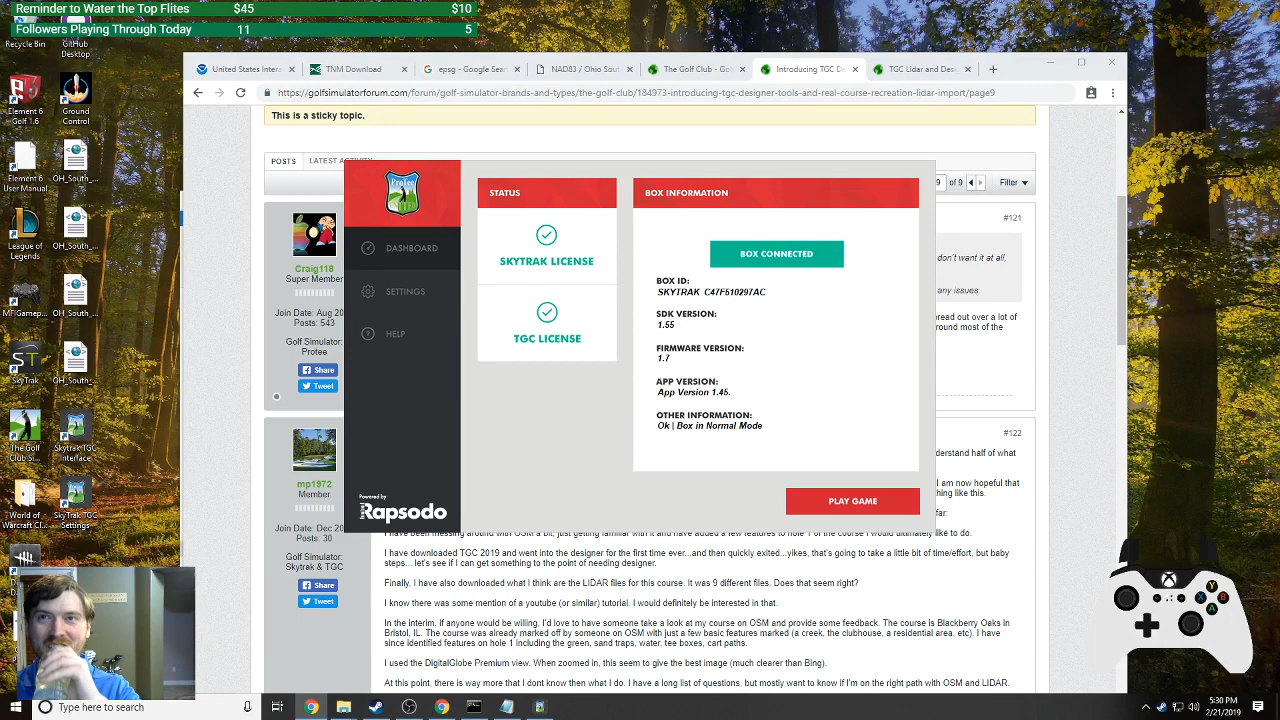 Reminder to Water the Top Flites $45 $10
Followers Playing Through Today 11 5
Recycle Bin
GitHub Desktop
Element 6 v1.6
Ground Control
Element 6 User Manual
OH_South_...
League of Legends
OH_South_...
MFIGamep...
OH_South_...
SkyTrak
OH_South_...
The Golf Club Si...
SkyTrak TGC Interface
World of Warcraft Cl...
SkytrakTGC Settings
United States Intera
TNM Download
epsg - Google Sear
NAD83 / Ohio Sout
The Golf Club - Go
Introducing TGC De
TGC Lidar and Desi
https://golfsimulatorforum.com/forum/golf-simulator-brands-and-types/the-golf-club/184973-introducing-tgc-designer-tools-and-real-course-recreation-lidar-import/page9
This is a sticky topic.
POSTS
LATEST ACTIVITY
9 of 9
Filter
Craig118
Super Member
Join Date: Aug 20
Posts: 543
Golf Simulator:
Protee
Share
Tweet
#121
don't want it at all,
any issues.
pread out over a lot of
round most of the
ProTee UNITED
DASHBOARD
SETTINGS
HELP
Powered by
Rapsodo
STATUS
SKYTRAK LICENSE
TGC LICENSE
BOX INFORMATION
BOX CONNECTED
BOX ID:
SKYTRAK C47F510297AC
SDK VERSION:
1.55
FIRMWARE VERSION:
1.7
APP VERSION:
App Version 1.45.
OTHER INFORMATION:
Ok | Box in Normal Mode
PLAY GAME
mp1972
Member
Join Date: Dec 20
Posts: 30
Golf Simulator:
Skytrak & TGC
Share
Tweet
#122
derstand half of what
I am now hopeful that
thing like this.
far:
I have been messing around with OSM a bit, just getting familiar with it and have added a few features to hole 1 of the course I would ultimately like to do.
I have downloaded TGC 2019 and went into the designer for the first time ever...and then quickly exited...yikes, that's going to take a little bit of time/effort, but baby
steps... let's see if I can get something to the point of needing designer.
Finally, I have also downloaded what I think are the LIDAR files for this course. It was 9 different files. Does that seem right?
I know there was some mention of a youtube (or similar) tutorial. I would definitely be interested in that.
In the interim, if anyone would be willing. I'd love to have someone take a look at my course on OSM and provide some feedback. The course is Blackberry Oaks in
Bristol, IL. The course was already marked off by someone on OSM with just a few basic features marked (a creek, the clubhouse, a residential area, etc). I have
since identified features on hole 1 including the green, sand traps, water, tee boxes, cart paths.
I used the DigitalGlobe Premium view. When zoomed in, this seem to give the best image (much clearer than Bing).
At this point, there is way more that I dont know then what I do. I have a long list of questions, but mostly want to know if I'm on the right path with OSM and LIDAR.
Y
X
B
A
Type here to search
5:30 PM
2/21/2019